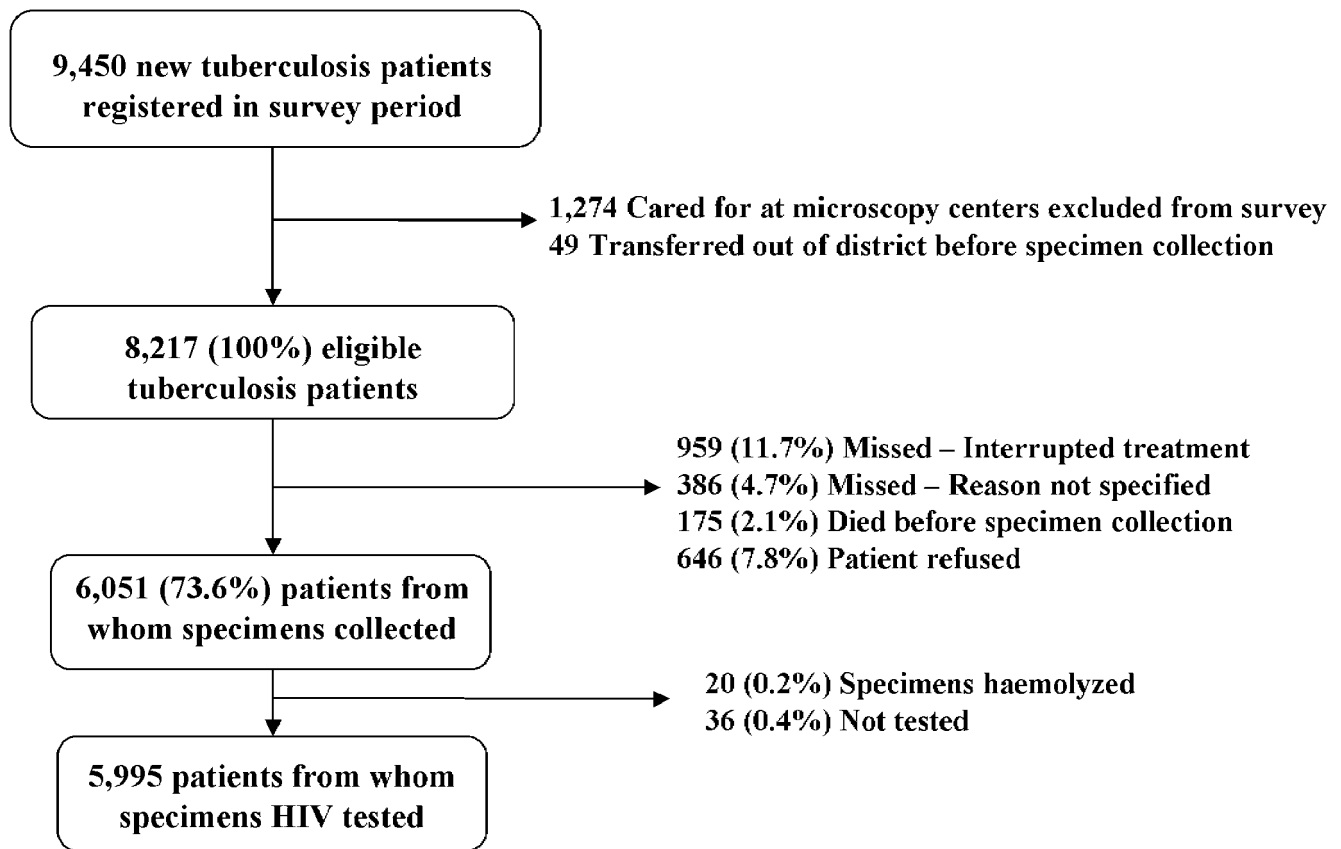 9,450 new tuberculosis patients
registered in survey period
1,274 Cared for at microscopy centers excluded from survey
49 Transferred out of district before specimen collection
8,217 (100%) eligible
tuberculosis patients
959 (11.7%) Missed – Interrupted treatment
386 (4.7%) Missed – Reason not specified
175 (2.1%) Died before specimen collection
646 (7.8%) Patient refused
6,051 (73.6%) patients from
whom specimens collected
20 (0.2%) Specimens haemolyzed
36 (0.4%) Not tested
5,995 patients from whom
specimens HIV tested